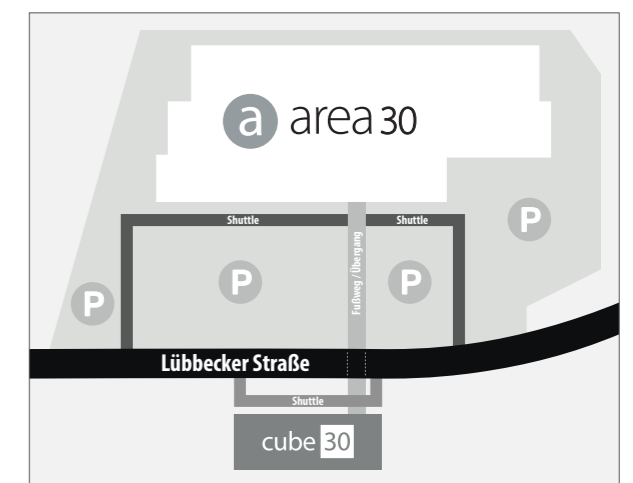 a area 30
Shuttle
Shuttle
Fußweg / Übergang
P
P
P
P
Lübbecker Straße
Shuttle
cube 30